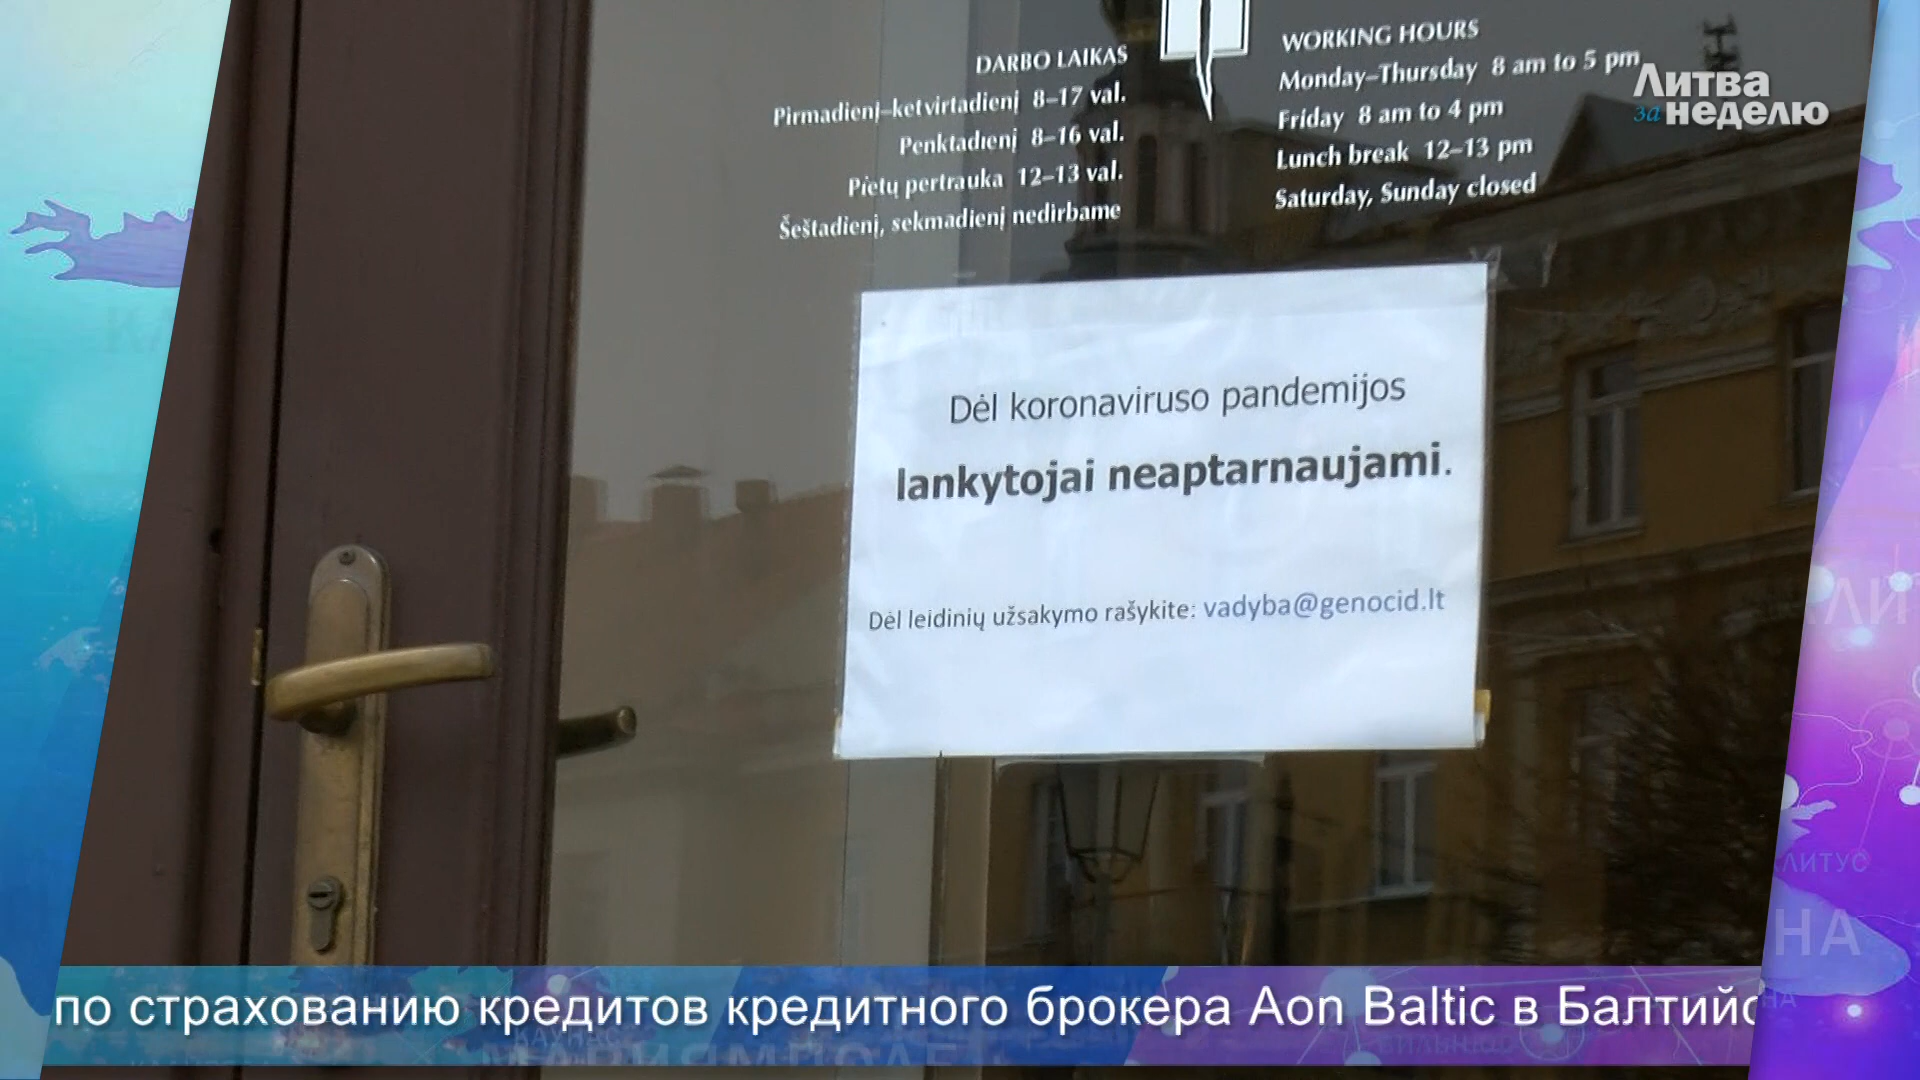 DARBO LAIKAS
Pirmadienį–ketvirtadienį 8–17 val.
Penktadienį 8–16 val.
Pietų pertrauka 12–13 val.
Šeštadienį, sekmadienį nedirbame
WORKING HOURS
Monday–Thursday 8 am to 5 pm
Friday 8 am to 4 pm
Lunch break 12–13 pm
Saturday, Sunday closed
Литва
за неделю
Dėl koronaviruso pandemijos
lankytojai neaptarnaujami.
Dėl leidinių užsakymo rašykite: vadyba@genocid.lt
по страхованию кредитов кредитного брокера Aon Baltic в Балтийс